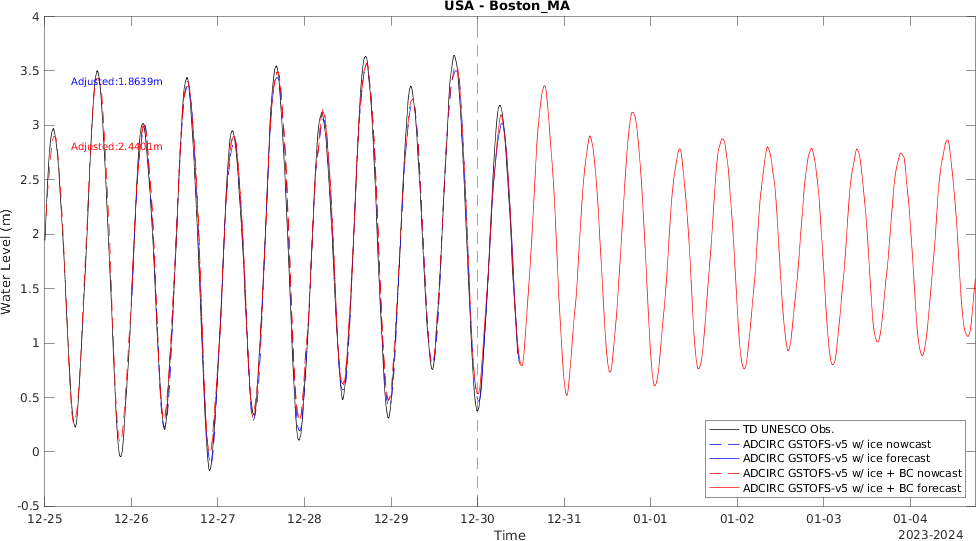 USA - Boston_MA
4
3.5
3
2.5
2
1.5
1
0.5
0
-0.5
Water Level (m)
Adjusted:1.8639m
Adjusted:2.4401m
TD UNESCO Obs.
ADCIRC GSTOFS-v5 w/ ice nowcast
ADCIRC GSTOFS-v5 w/ ice forecast
ADCIRC GSTOFS-v5 w/ ice + BC nowcast
ADCIRC GSTOFS-v5 w/ ice + BC forecast
12-25 12-26 12-27 12-28 12-29 12-30 12-31 01-01 01-02 01-03 01-04
Time
2023-2024